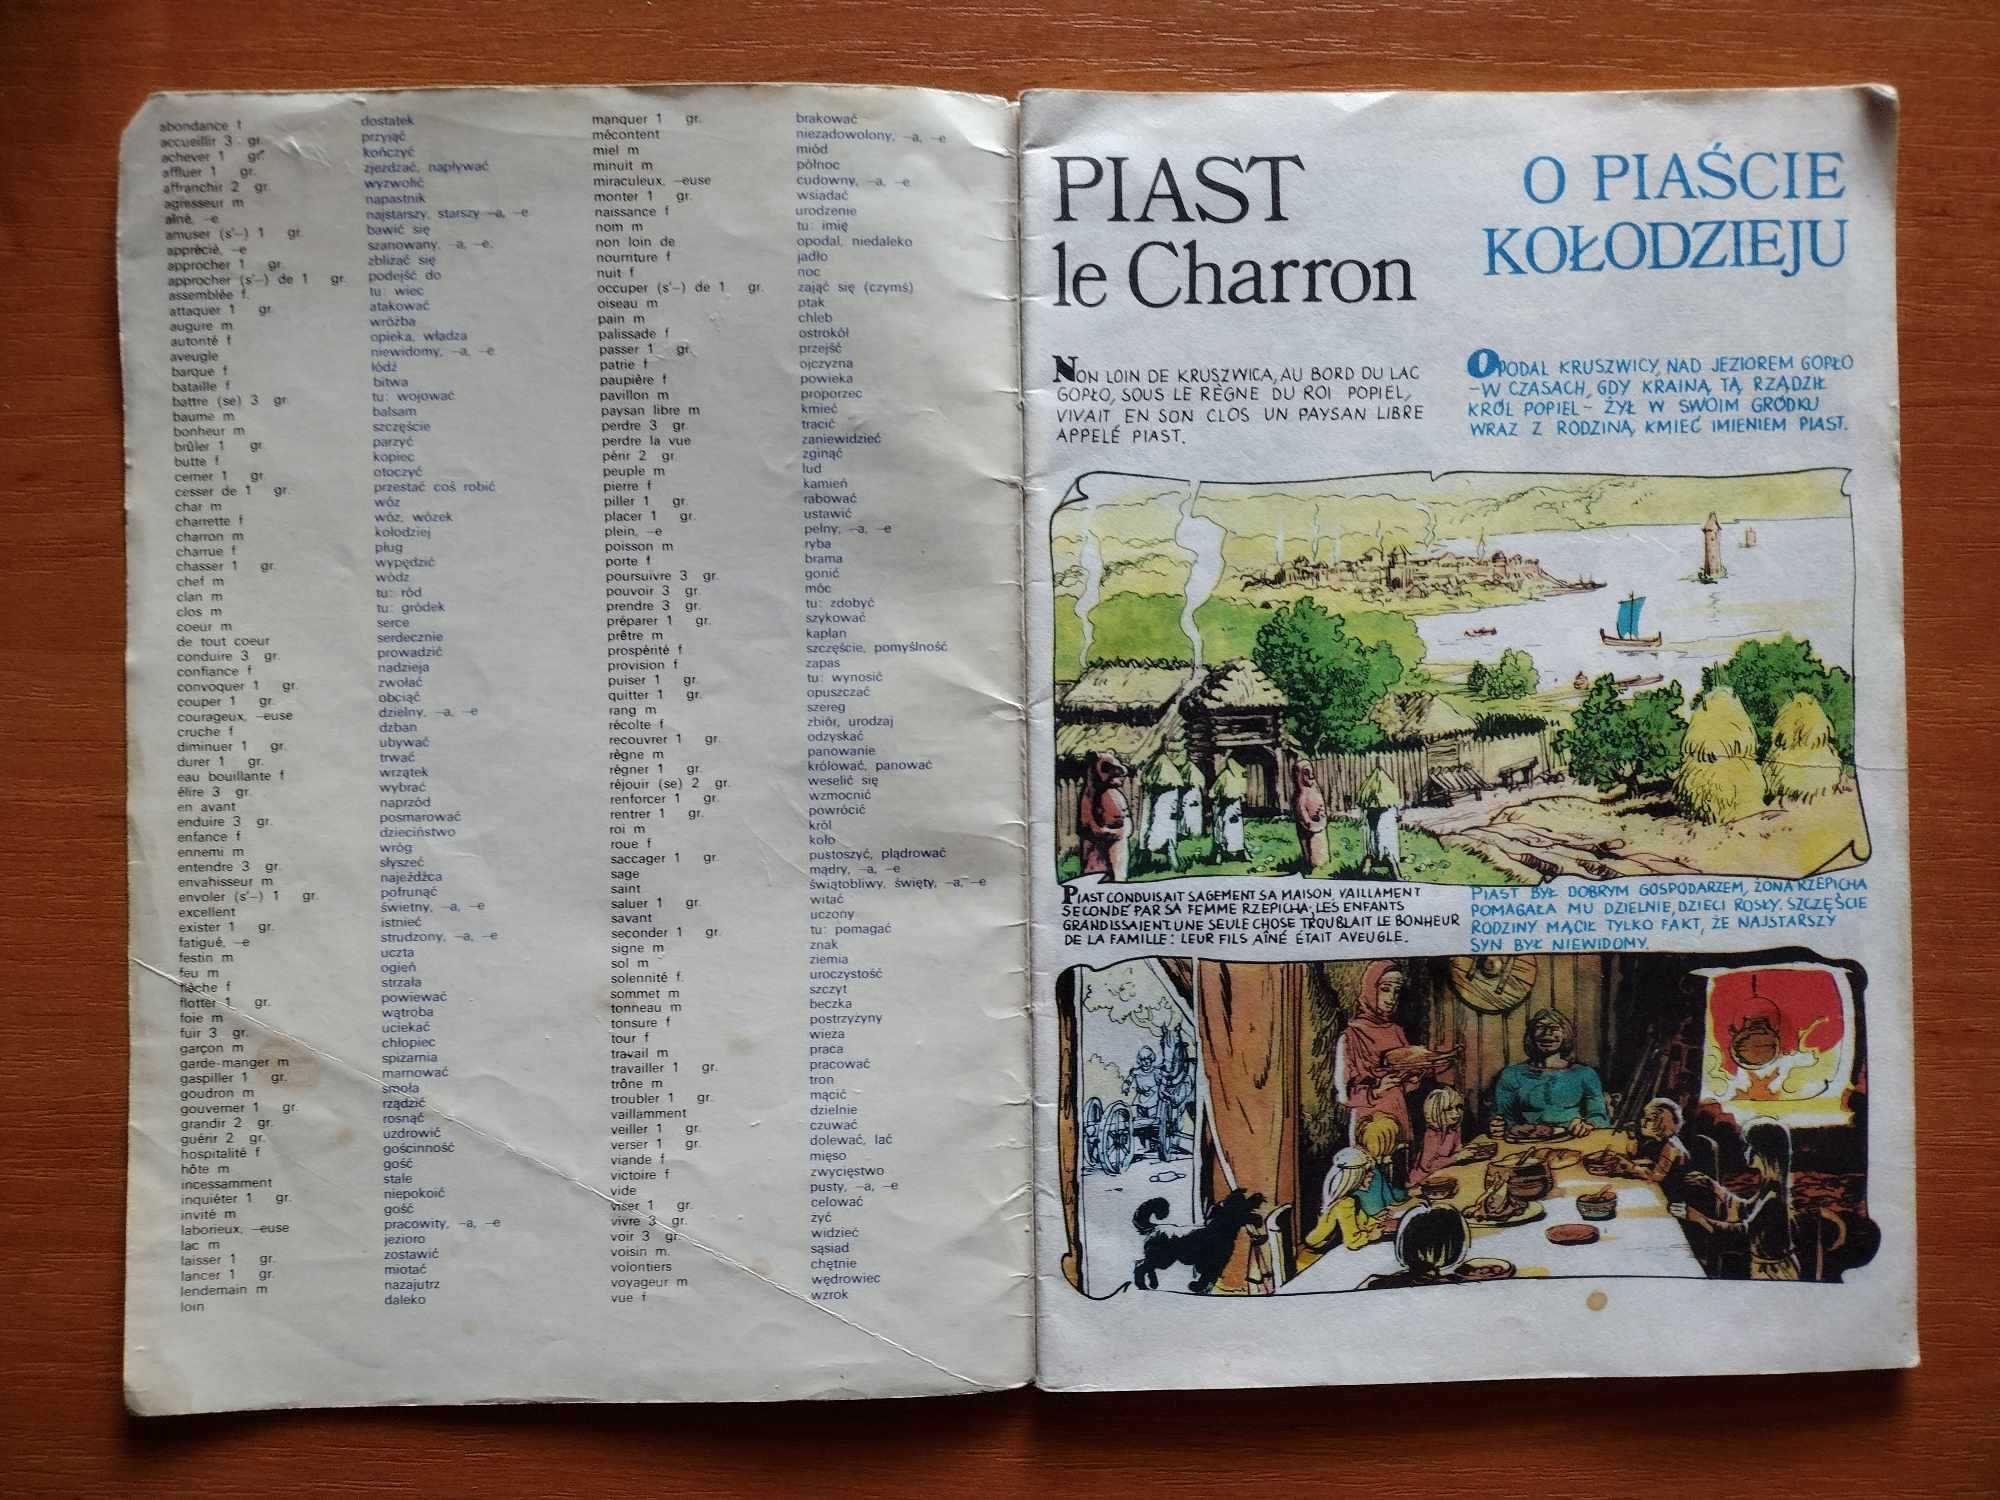 abondance f dostatek
accueillir 3 gr. przyjąć
achever 1 gr. kończyć
affluer 1 gr. zjeżdżać, napływać
affranchir 2 gr. wyzwolić
agresseur m napastnik
aîné, —e najstarszy, starszy —a, —e
amuser (s'—) 1 gr. bawić się
apprécié, —e szanowany, —a, —e.
approcher 1 gr. zbliżać się
approcher (s'—) de 1 gr. podejść do
assemblée f. tu: wiec
attaquer 1 gr. atakować
augure m wróżba
autorité f opieka, władza
aveugle niewidomy, —a, —e
barque f łódź
bataille f bitwa
battre (se) 3 gr. tu: wojować
baume m balsam
bonheur m szczęście
brûler 1 gr. parzyć
butte f kopiec
cerner 1 gr. otoczyć
cesser de 1 gr. przestać coś robić
char m wóz
charrette f wóz, wózek
charron m kołodziej
charrue f pług
chasser 1 gr. wypędzić
chef m wódz
clan m tu: ród
clos m tu: gródek
coeur m serce
de tout coeur serdecznie
conduire 3 gr. prowadzić
confiance f nadzieja
convoquer 1 gr. zwołać
couper 1 gr. obciąć
courageux, —euse dzielny, —a, —e
cruche f dzban
diminuer 1 gr. ubywać
durer 1 gr. trwać
eau bouillante f wrzątek
élire 3 gr. wybrać
en avant naprzód
enduire 3 gr. posmarować
enfance f dzieciństwo
ennemi m wróg
entendre 3 gr. słyszeć
envahisseur m najeźdźca
envoler (s'—) 1 gr. pofrunąć
excellent świetny, —a, —e
exister 1 gr. istnieć
fatigué, —e strudzony, —a, —e
festin m uczta
feu m ogień
flèche f strzała
flotter 1 gr. powiewać
foie m wątroba
fuir 3 gr. uciekać
garçon m chłopiec
garde-manger m spiżarnia
gaspiller 1 gr. marnować
goudron m smoła
gouverner 1 gr. rządzić
grandir 2 gr. rosnąć
guérir 2 gr. uzdrowić
hospitalité f gościnność
hôte m gość
incessamment stale
inquiéter 1 gr. niepokoić
invité m gość
laborieux, —euse pracowity, —a, —e
lac m jezioro
laisser 1 gr. zostawić
lancer 1 gr. miotać
lendemain m nazajutrz
loin daleko
manquer 1 gr. brakować
mécontent niezadowolony, —a, —e
miel m miód
minuit m północ
miraculeux, —euse cudowny, —a, —e
monter 1 gr. wsiadać
naissance f urodzenie
nom m tu: imię
non loin de opodal, niedaleko
nourriture f jadło
nuit f noc
occuper (s'—) de 1 gr. zająć się (czymś)
oiseau m ptak
pain m chleb
palissade f ostrokół
passer 1 gr. przejść
patrie f ojczyzna
paupière f powieka
pavillon m proporzec
paysan libre m kmieć
perdre 3 gr. tracić
perdre la vue zaniewidzieć
périr 2 gr. zginąć
peuple m lud
pierre f kamień
piller 1 gr. rabować
placer 1 gr. ustawić
plein, —e pełny, —a, —e
poisson m ryba
porte f brama
poursuivre 3 gr. gonić
pouvoir 3 gr. móc
prendre 3 gr. tu: zdobyć
préparer 1 gr. szykować
prêtre m kapłan
prospérité f szczęście, pomyślność
provision f zapas
puiser 1 gr. tu: wynosić
quitter 1 gr. opuszczać
rang m szereg
récolte f zbiór, urodzaj
recouvrer 1 gr. odzyskać
règne m panowanie
régner 1 gr. królować, panować
réjouir (se) 2 gr. weselić się
renforcer 1 gr. wzmocnić
rentrer 1 gr. powrócić
roi m król
roue f koło
saccager 1 gr. pustoszyć, plądrować
sage mądry, —a, —e
saint świątobliwy, święty, —a, —e
saluer 1 gr. witać
savant uczony
seconder 1 gr. tu: pomagać
signe m znak
sol m ziemia
solennité f. uroczystość
sommet m szczyt
tonneau m beczka
tonsure f postrzyżyny
tour f wieża
travail m praca
travailler 1 gr. pracować
trône m tron
troubler 1 gr. mącić
vaillamment dzielnie
veiller 1 gr. czuwać
verser 1 gr. dolewać, lać
viande f mięso
victoire f zwycięstwo
vide pusty, —a, —e
viser 1 gr. celować
vivre 3 gr. żyć
voir 3 gr. widzieć
voisin m. sąsiad
volontiers chętnie
voyageur m wędrowiec
vue f wzrok
PIAST
le Charron
O PIAŚCIE
KOŁODZIEJU
NON LOIN DE KRUSZWICA, AU BORD DU LAC
GOPŁO, SOUS LE RÈGNE DU ROI POPIEL,
VIVAIT EN SON CLOS UN PAYSAN LIBRE
APPELÉ PIAST.
OPODAL KRUSZWICY, NAD JEZIOREM GOPŁO
– W CZASACH, GDY KRAINĄ TĄ RZĄDZIŁ
KRÓL POPIEL – ŻYŁ W SWOIM GRÓDKU
WRAZ Z RODZINĄ, KMIEĆ IMIENIEM PIAST.
PIAST CONDUISAIT SAGEMENT SA MAISON, VAILLAMENT
SECONDÉ PAR SA FEMME RZEPICHA; LES ENFANTS
GRANDISSAIENT. UNE SEULE CHOSE TROUBLAIT LE BONHEUR
DE LA FAMILLE : LEUR FILS AÎNÉ ÉTAIT AVEUGLE.
PIAST BYŁ DOBRYM GOSPODARZEM, ŻONA RZEPICHA
POMAGAŁA MU DZIELNIE, DZIECI ROSŁY. SZCZĘŚCIE
RODZINY MĄCIŁ TYLKO FAKT, ŻE NAJSTARSZY
SYN BYŁ NIEWIDOMY.